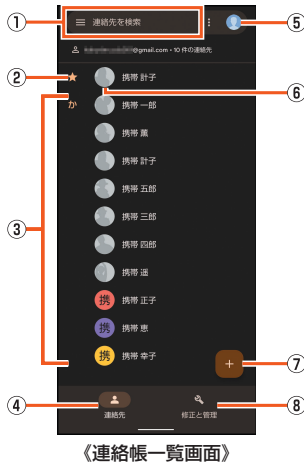 ① 連絡先を検索 ⑤
@gmail.com・10 件の連絡先
② ★ 携帯 計子
⑥
か 携帯 一郎
携帯 薫
携帯 計子
③ 携帯 五郎
携帯 三郎
携帯 四郎
携帯 遥
携 携帯 正子
携 携帯 恵
携 携帯 幸子
+ ⑦
④ 連絡先 修正と管理 ⑧
《連絡帳一覧画面》